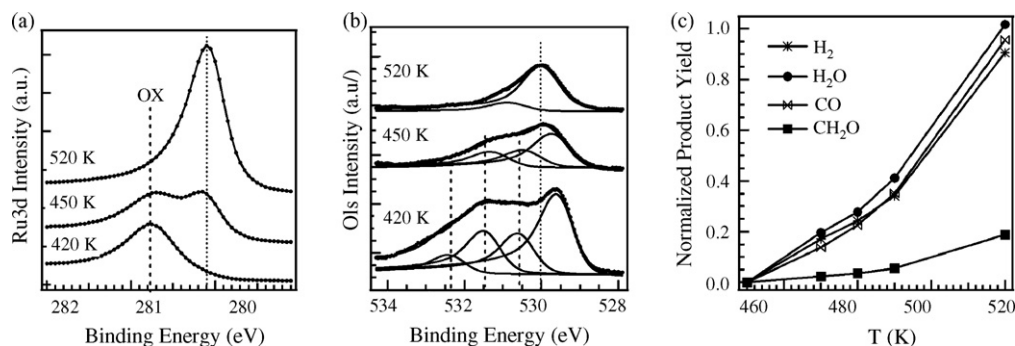 (a)
Ru3d Intensity (a.u.)
OX
520 K
450 K
420 K
282
281
280
Binding Energy (eV)
(b)
Ols Intensity (a.u/)
520 K
450 K
420 K
534
532
530
528
Binding Energy (eV)
(c)
Normalized Product Yield
1.0
0.8
0.6
0.4
0.2
0.0
H₂
H₂O
CO
CH₂O
460
480
500
520
T (K)